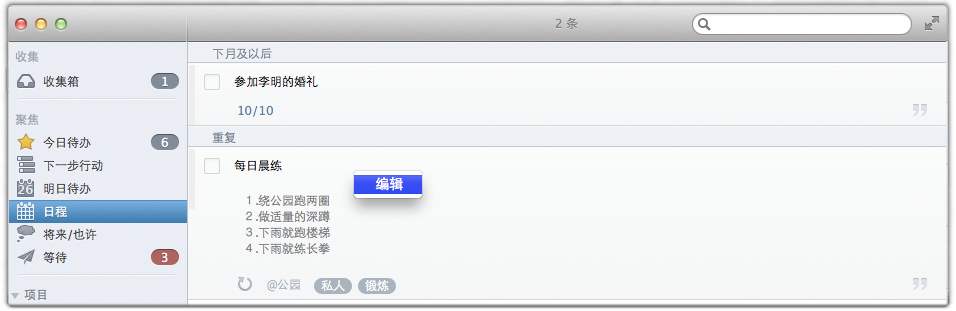 2 条
收集
收集箱 1
聚焦
今日待办 6
下一步行动
26 明日待办
日程
将来/也许
等待 3
项目
下月及以后
参加李明的婚礼
10/10
重复
每日晨练
编辑
1.绕公园跑两圈
2.做适量的深蹲
3.下雨就跑楼梯
4.下雨就练长拳
@公园 私人 锻炼